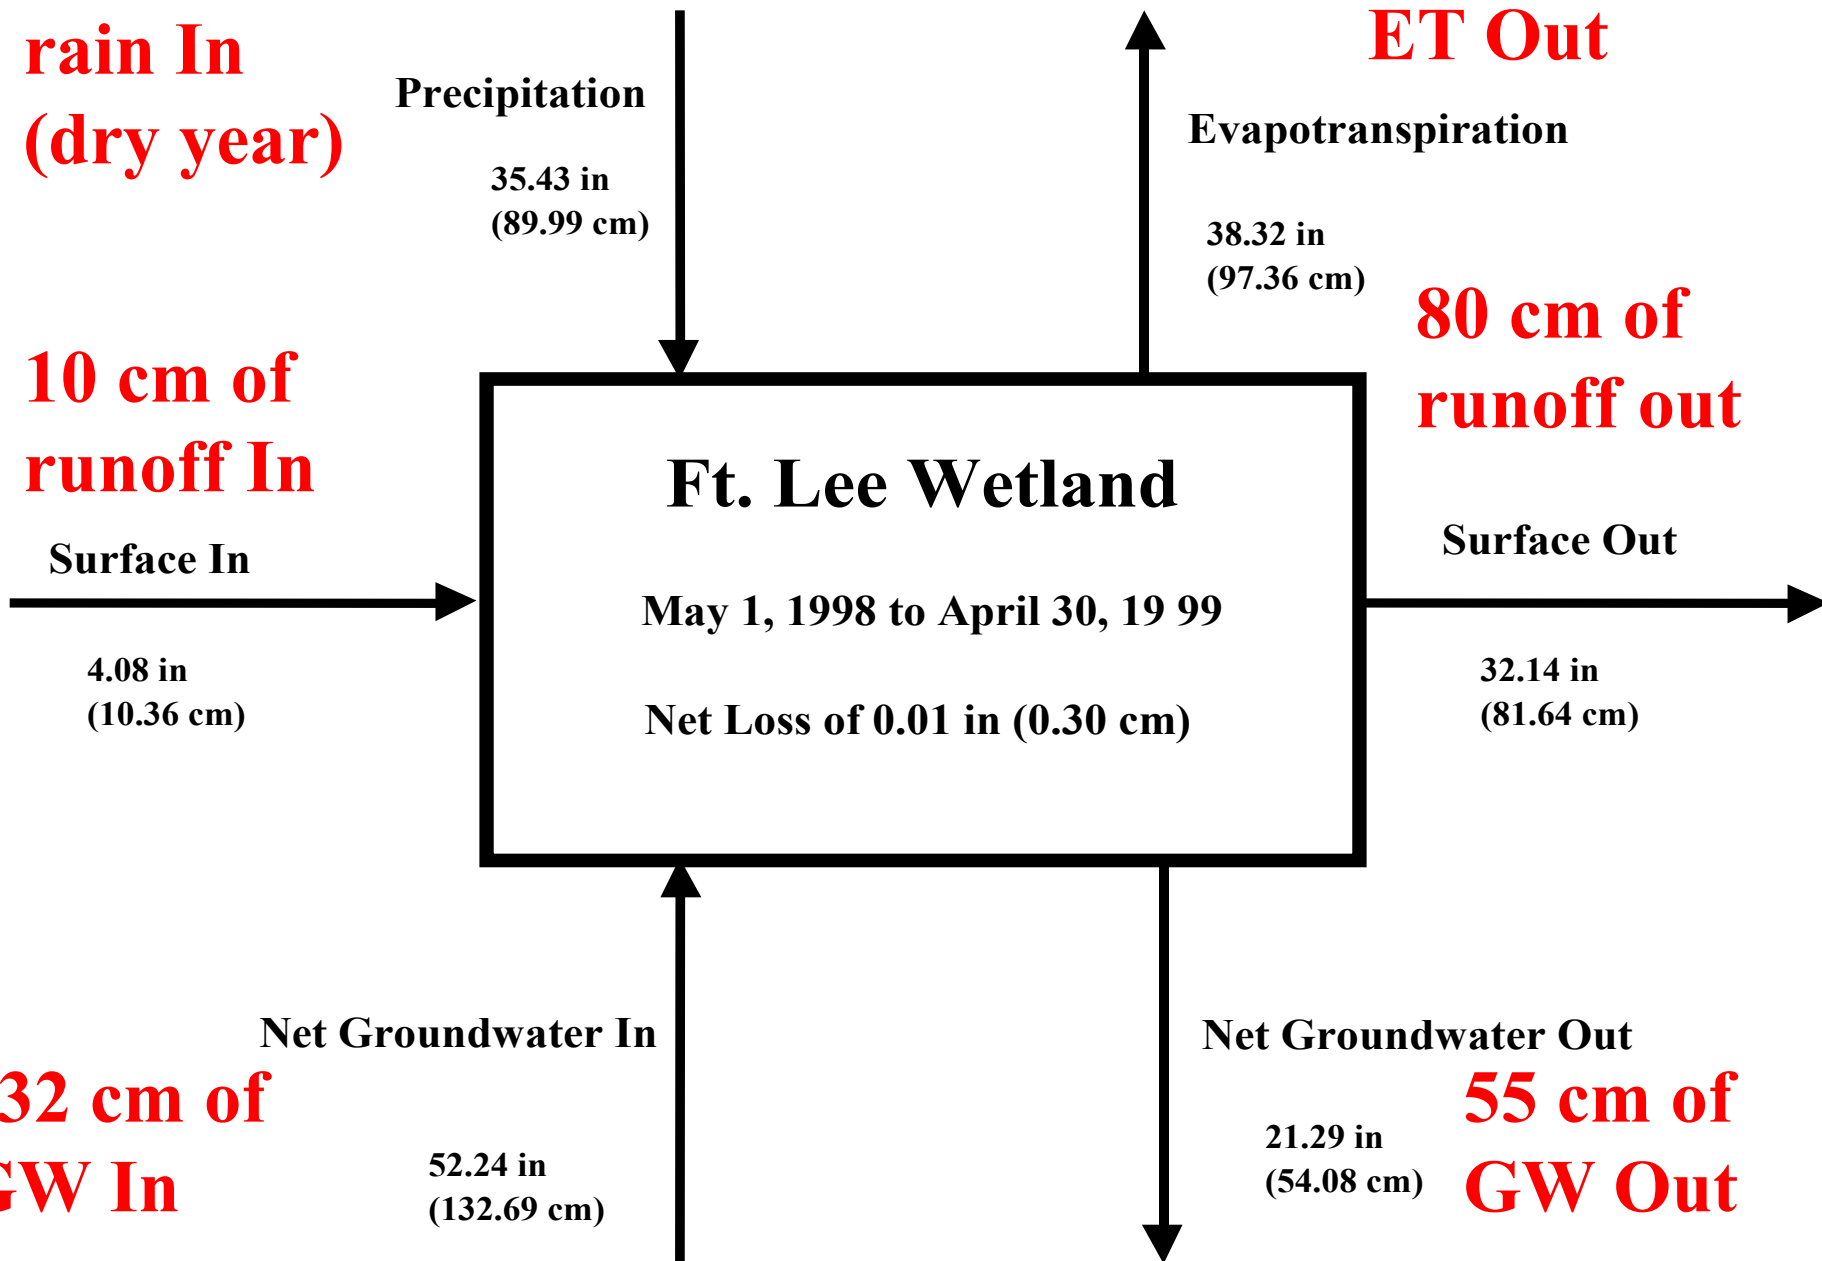 rain In
(dry year)
Precipitation
35.43 in
(89.99 cm)
ET Out
Evapotranspiration
38.32 in
(97.36 cm)
10 cm of
runoff In
Surface In
4.08 in
(10.36 cm)
Ft. Lee Wetland
May 1, 1998 to April 30, 19 99
Net Loss of 0.01 in (0.30 cm)
80 cm of
runoff out
Surface Out
32.14 in
(81.64 cm)
Net Groundwater In
32 cm of
GW In
52.24 in
(132.69 cm)
Net Groundwater Out
21.29 in
(54.08 cm)
55 cm of
GW Out